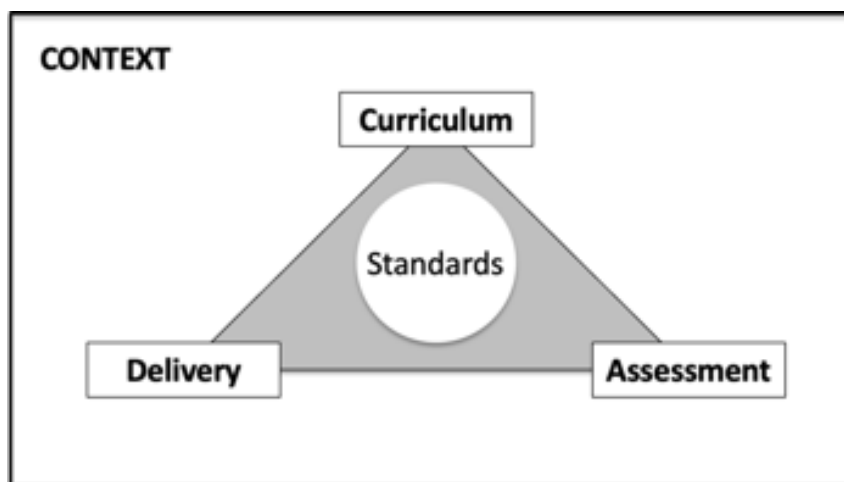 CONTEXT
Curriculum
Standards
Delivery
Assessment